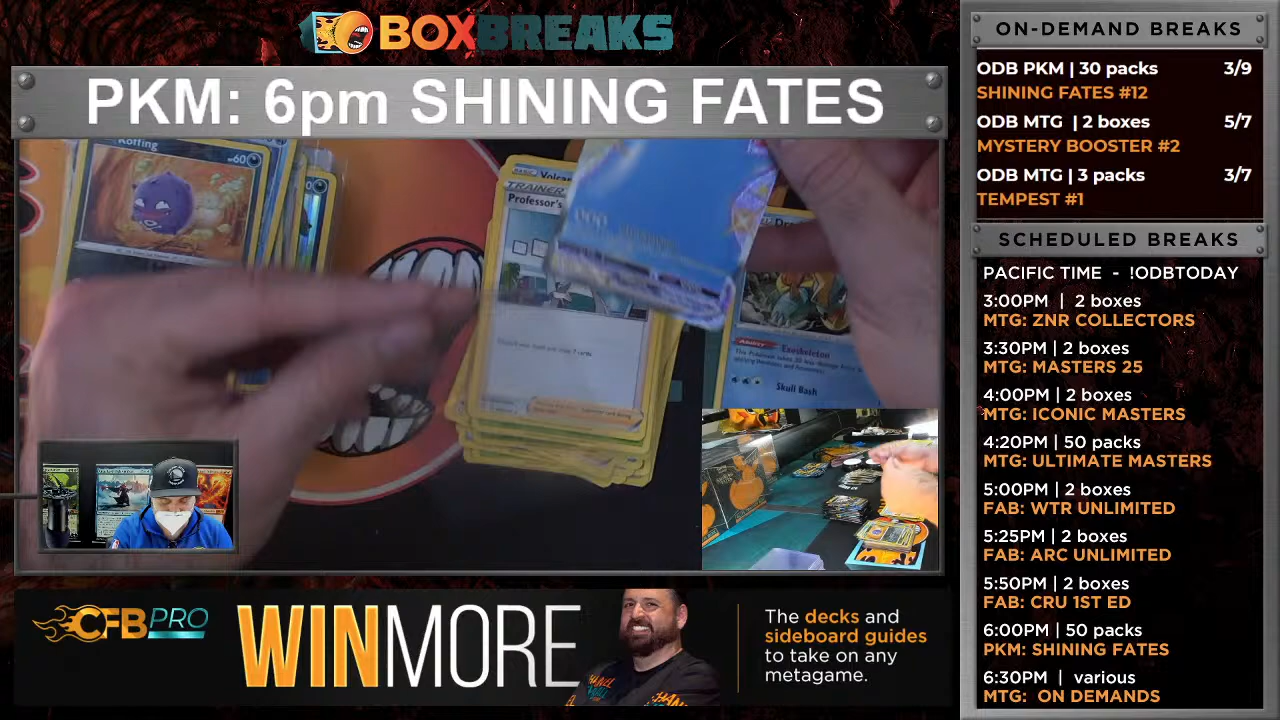 BOXBREAKS
PKM: 6pm SHINING FATES
Koffing
60
BASIC Volcan
TRAINER
Professor's
Ability Exoskeleton
Skull Bash
CFBPRO
WINMORE
The decks and
sideboard guides
to take on any
metagame.
ON-DEMAND BREAKS
ODB PKM | 30 packs 3/9
SHINING FATES #12
ODB MTG | 2 boxes 5/7
MYSTERY BOOSTER #2
ODB MTG | 3 packs 3/7
TEMPEST #1
SCHEDULED BREAKS
PACIFIC TIME - !ODBTODAY
3:00PM | 2 boxes
MTG: ZNR COLLECTORS
3:30PM | 2 boxes
MTG: MASTERS 25
4:00PM | 2 boxes
MTG: ICONIC MASTERS
4:20PM | 50 packs
MTG: ULTIMATE MASTERS
5:00PM | 2 boxes
FAB: WTR UNLIMITED
5:25PM | 2 boxes
FAB: ARC UNLIMITED
5:50PM | 2 boxes
FAB: CRU 1ST ED
6:00PM | 50 packs
PKM: SHINING FATES
6:30PM | various
MTG: ON DEMANDS